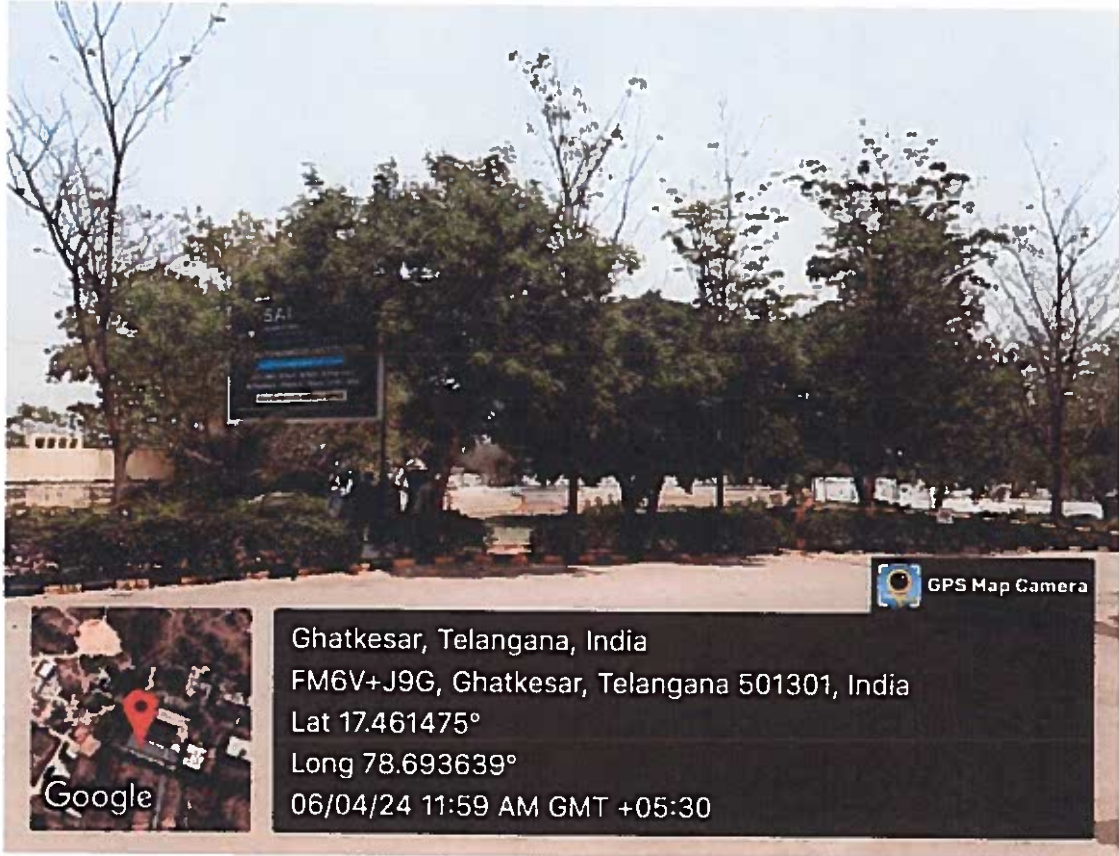 SAI
GPS Map Camera
Ghatkesar, Telangana, India
FM6V+J9G, Ghatkesar, Telangana 501301, India
Lat 17.461475°
Long 78.693639°
06/04/24 11:59 AM GMT +05:30
Google